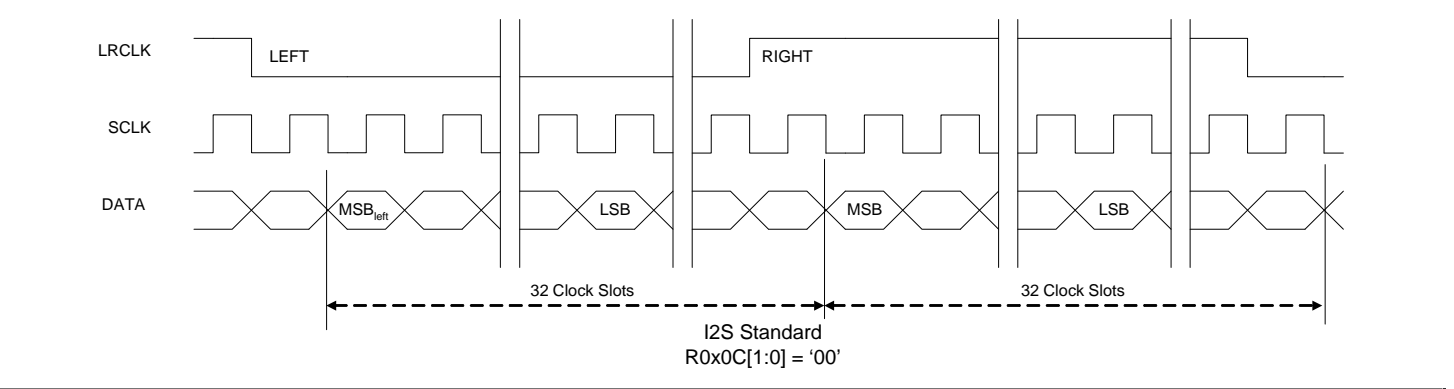 LRCLK
LEFT
RIGHT
SCLK
DATA
MSBleft
LSB
MSB
LSB
32 Clock Slots
32 Clock Slots
I2S Standard
R0x0C[1:0] = ‘00’